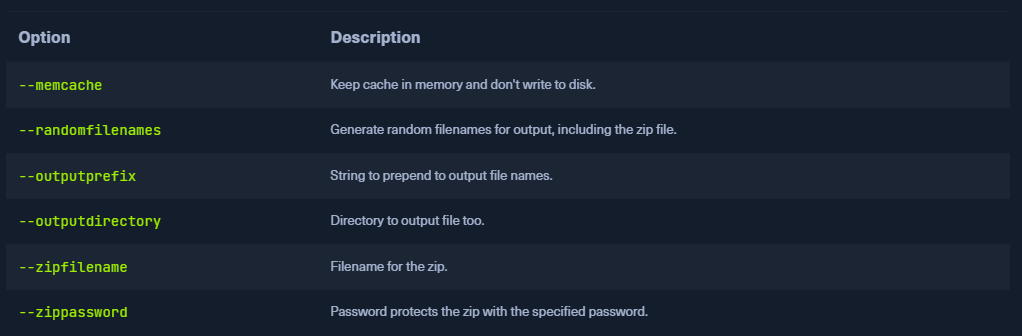 Option Description
--memcache Keep cache in memory and don't write to disk.
--randomfilenames Generate random filenames for output, including the zip file.
--outputprefix String to prepend to output file names.
--outputdirectory Directory to output file too.
--zipfilename Filename for the zip.
--zippassword Password protects the zip with the specified password.